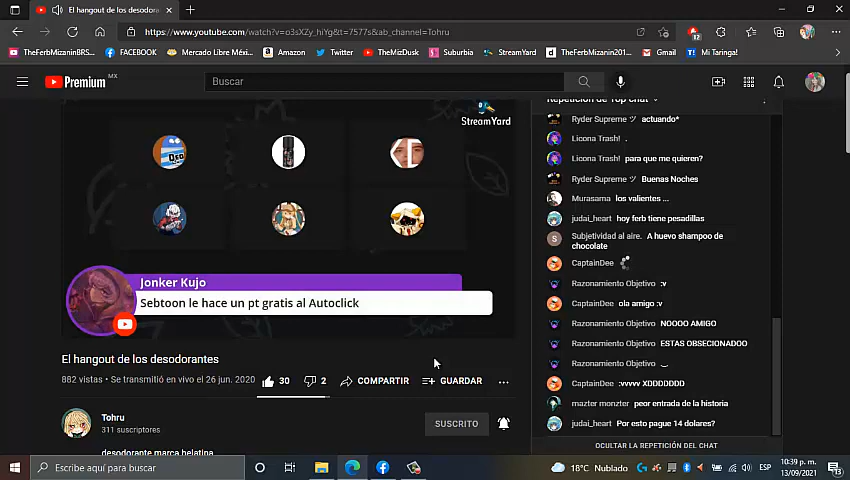 El hangout de los desodora
https://www.youtube.com/watch?v=o3sXZy_hiYg&t=7577s&ab_channel=Tohru
TheFerbMizaninBRS...
FACEBOOK
Mercado Libre Méxi...
Amazon
Twitter
TheMizDusk
Suburbia
StreamYard
TheFerbMizanin201...
Gmail
Mi Taringa!
Premium MX
Buscar
StreamYard
Jonker Kujo
Sebtoon le hace un pt gratis al Autoclick
El hangout de los desodorantes
882 vistas • Se transmitió en vivo el 26 jun. 2020
30
2
COMPARTIR
GUARDAR
Tohru
311 suscriptores
SUSCRITO
desodorante marca helatina
Repetición de Top Chat
Ryder Supreme ツ actuando*
Licona Trash! .
Licona Trash! para que me quieren?
Ryder Supreme ツ Buenas Noches
Murasama los valientes ...
judai_heart hoy ferb tiene pesadillas
Subjetividad al aire. A huevo shampoo de
chocolate
CaptainDee
Razonamiento Objetivo :v
CaptainDee ola amigo :v
Razonamiento Objetivo NOOOO AMIGO
Razonamiento Objetivo ESTAS OBSECIONADOO
Razonamiento Objetivo ._.
CaptainDee :vvvvv XDDDDDDD
mazter monzter peor entrada de la historia
judai_heart Por esto pague 14 dolares?
OCULTAR LA REPETICIÓN DEL CHAT
Escribe aquí para buscar
18°C Nublado
ESP
10:39 p. m.
13/09/2021